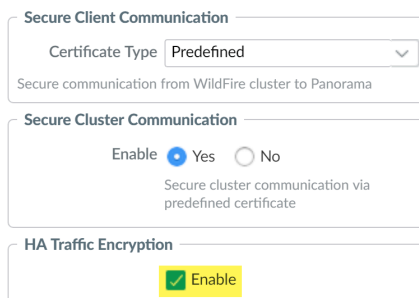 Secure Client Communication
Certificate Type Predefined
Secure communication from WildFire cluster to Panorama
Secure Cluster Communication
Enable Yes No
Secure cluster communication via
predefined certificate
HA Traffic Encryption
Enable